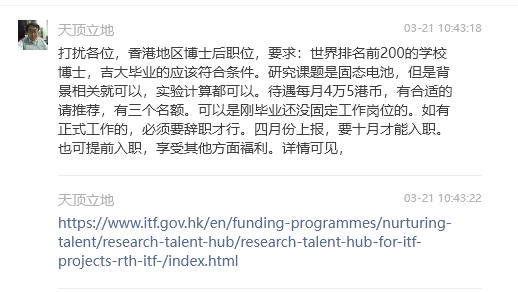 天顶立地
03-21 10:43:18
打扰各位，香港地区博士后职位，要求：世界排名前200的学校
博士，吉大毕业的应该符合条件。研究课题是固态电池，但是背
景相关就可以，实验计算都可以。待遇每月4万5港币，有合适的
请推荐，有三个名额。可以是刚毕业还没固定工作岗位的。如有
正式工作的，必须要辞职才行。四月份上报，要十月才能入职。
也可提前入职，享受其他方面福利。详情可见，
天顶立地
03-21 10:43:22
https://www.itf.gov.hk/en/funding-programmes/nurturing-
talent/research-talent-hub/research-talent-hub-for-itf-
projects-rth-itf-/index.html